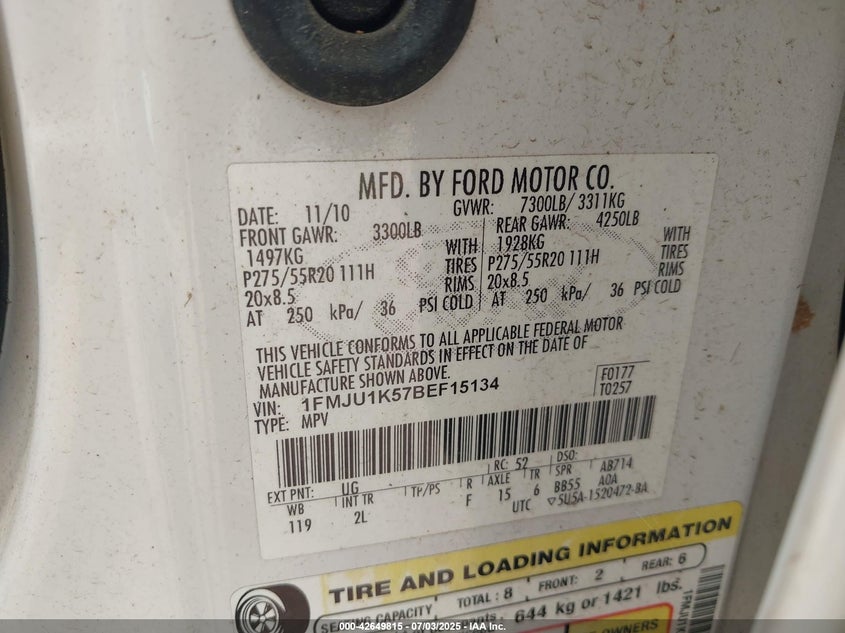 MFD. BY FORD MOTOR CO.
DATE: 11/10 GVWR: 7300LB/ 3311KG
FRONT GAWR: 3300LB REAR GAWR: 4250LB
1497KG WITH 1928KG WITH
P275/55R20 111H TIRES P275/55R20 111H TIRES
20x8.5 RIMS 20x8.5 RIMS
AT 250 kPa/ 36 PSI COLD AT 250 kPa/ 36 PSI COLD
THIS VEHICLE CONFORMS TO ALL APPLICABLE FEDERAL MOTOR
VEHICLE SAFETY STANDARDS IN EFFECT ON THE DATE OF
MANUFACTURE SHOWN ABOVE.
F0177
VIN: 1FMJU1K57BEF15134
T0257
TYPE: MPV
RC: 52 DSO:
EXT PNT: UG AXLE TR SPR AB714
WB INT TR TP/PS R F 15 6 BB55 AOA
119 2L UTC ▽5U5A-1520472-BA
TIRE AND LOADING INFORMATION
SEATING CAPACITY TOTAL: 8 FRONT: 2 REAR: 6
644 kg or 1421 lbs.
OWNERS
000-42649815 - 07/03/2025 - IAA Inc.